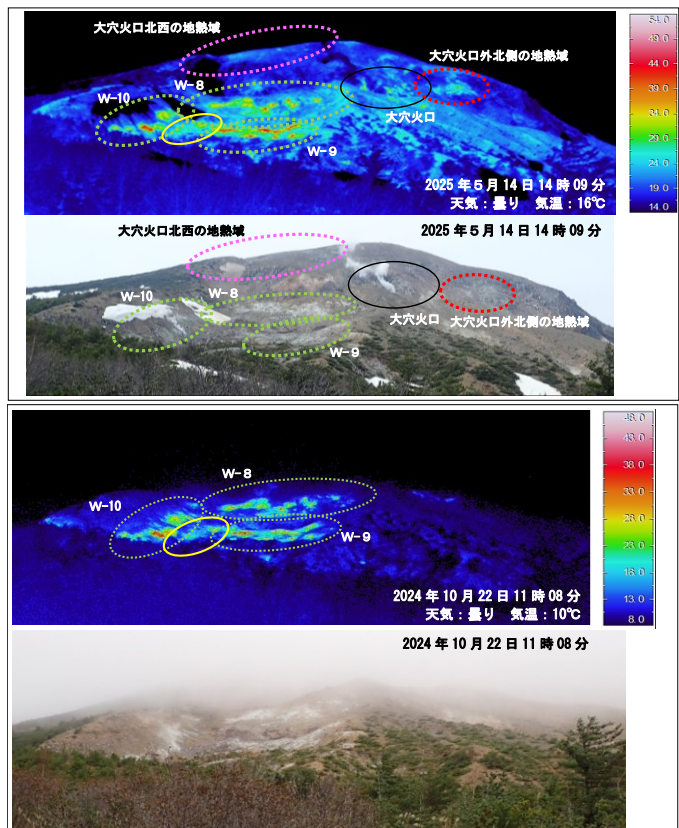 大穴火口北西の地熱域
大穴火口外北側の地熱域
W-8
W-10
大穴火口
W-9
2025年5月14日14時09分
天気：曇り　気温：16℃
54.0
49.0
44.0
39.0
34.0
29.0
24.0
19.0
14.0
大穴火口北西の地熱域
2025年5月14日14時09分
W-10
W-8
大穴火口
大穴火口外北側の地熱域
W-9
W-8
W-10
W-9
2024年10月22日11時08分
天気：曇り　気温：10℃
48.0
43.0
38.0
33.0
28.0
23.0
18.0
13.0
8.0
2024年10月22日11時08分